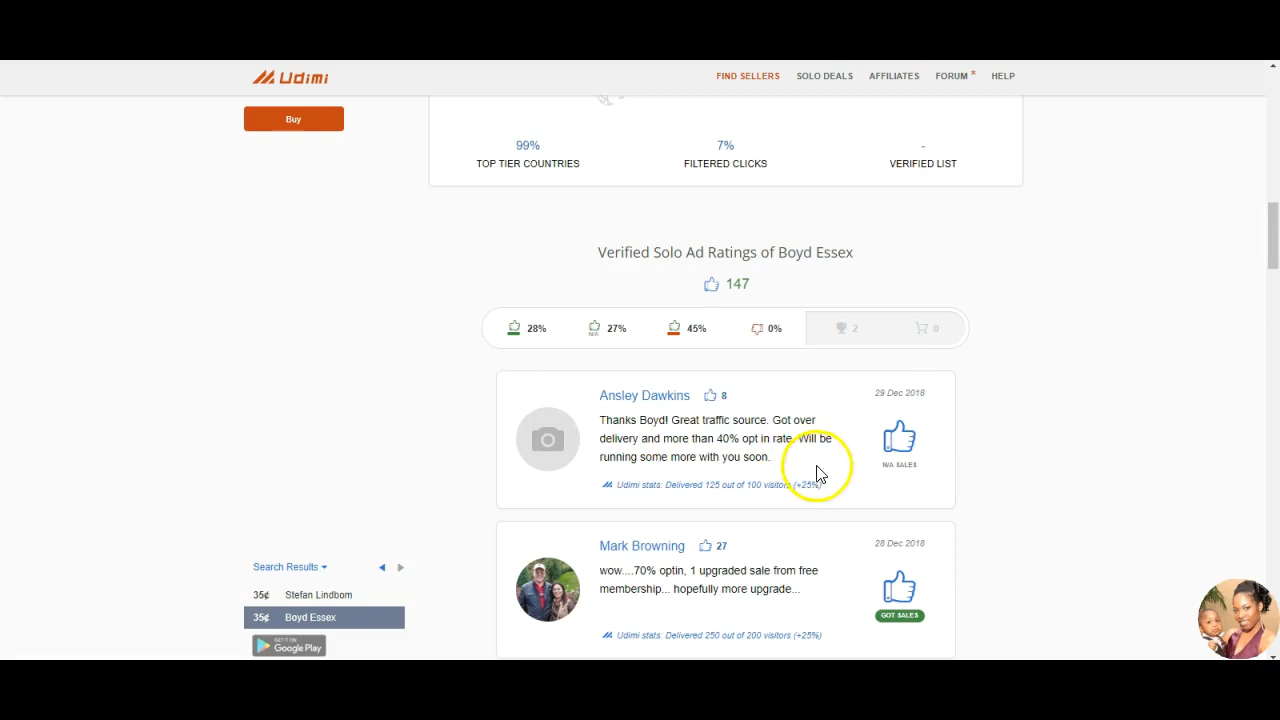 Udimi
FIND SELLERS SOLO DEALS AFFILIATES FORUM * HELP
Buy
99% 7% -
TOP TIER COUNTRIES FILTERED CLICKS VERIFIED LIST
Verified Solo Ad Ratings of Boyd Essex
147
28% N/A 27% 45% 0% 2 0
Ansley Dawkins 8 29 Dec 2018
Thanks Boyd! Great traffic source. Got over
delivery and more than 40% opt in rate. Will be
running some more with you soon.
N/A SALES
Udimi stats: Delivered 125 out of 100 visitors (+25%)
Mark Browning 27 28 Dec 2018
wow....70% optin, 1 upgraded sale from free
membership... hopefully more upgrade...
GOT SALES
Udimi stats: Delivered 250 out of 200 visitors (+25%)
Search Results
35¢ Stefan Lindbom
35¢ Boyd Essex
GET IT ON
Google Play